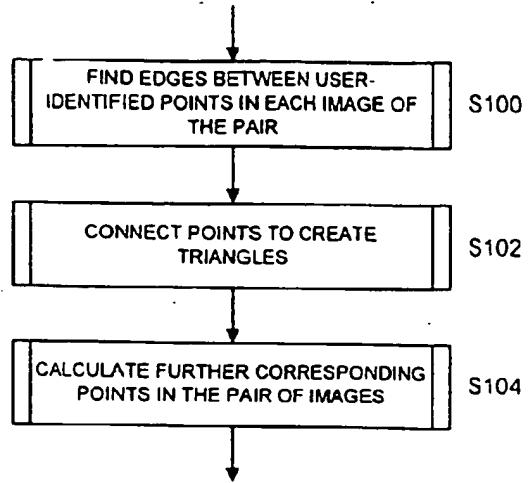 FIND EDGES BETWEEN USER-
IDENTIFIED POINTS IN EACH IMAGE OF
THE PAIR
S100
CONNECT POINTS TO CREATE
TRIANGLES
S102
CALCULATE FURTHER CORRESPONDING
POINTS IN THE PAIR OF IMAGES
S104